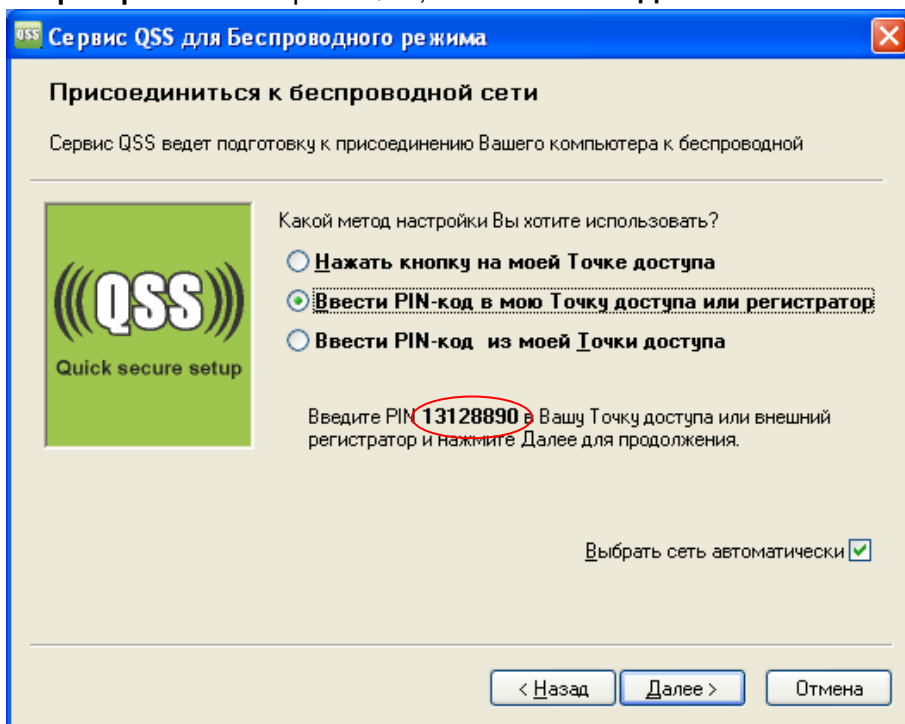 Сервис QSS для Беспроводного режима
Присоединиться к беспроводной сети
Сервис QSS ведет подготовку к присоединению Вашего компьютера к беспроводной
Какой метод настройки Вы хотите использовать?
Нажать кнопку на моей Точке доступа
Ввести PIN-код в мою Точку доступа или регистратор
Ввести PIN-код из моей Точки доступа
(((QSS)))
Quick secure setup
Введите PIN 13128890 в Вашу Точку доступа или внешний
регистратор и нажмите Далее для продолжения.
Выбрать сеть автоматически
< Назад
Далее >
Отмена